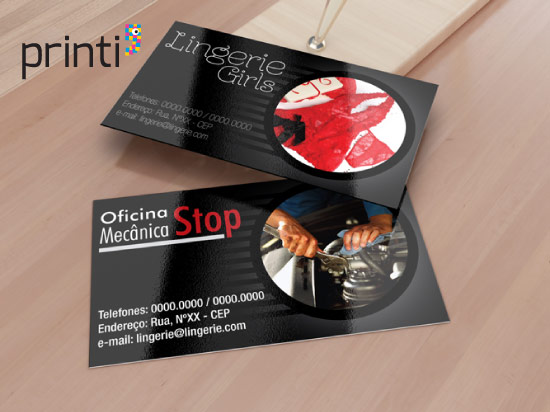 printi
Lingerie
Girls
Telefones: 0000.0000 / 0000.0000
Endereço: Rua, NºXX - CEP
e-mail: lingerie@lingerie.com
Oficina
Mecânica Stop
Telefones: 0000.0000 / 0000.0000
Endereço: Rua, NºXX - CEP
e-mail: lingerie@lingerie.com